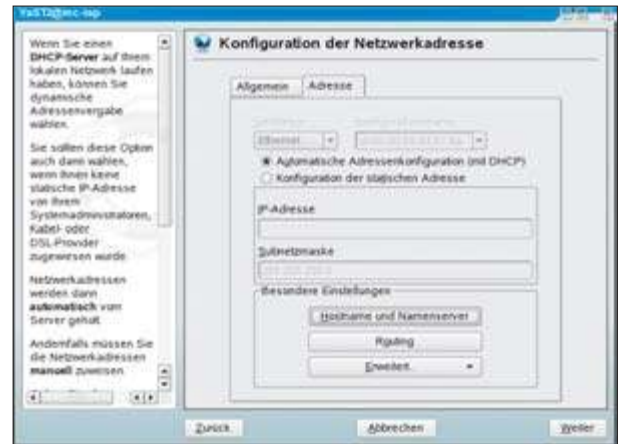 YaST2@mc-lap
Wenn Sie einen
DHCP-Server auf Ihrem
lokalen Netzwerk laufen
haben, können Sie
dynamische
Adressenvergabe
wählen.
Sie sollten diese Option
auch dann wählen,
wenn Ihnen keine
statische IP-Adresse
von Ihrem
Systemadministratoren,
Kabel- oder
DSL-Provider
zugewiesen wurde.
Netzwerkadressen
werden dann
automatisch vom
Server geholt.
Andernfalls müssen Sie
die Netzwerkadressen
manuell zuweisen.
Konfiguration der Netzwerkadresse
Allgemein
Adresse
Ethernet
Automatische Adressenkonfiguration (mit DHCP)
Konfiguration der statischen Adresse
IP-Adresse
Subnetzmaske
Besondere Einstellungen
Hostname und Namenserver
Routing
Erweitert
Zurück
Abbrechen
Weiter